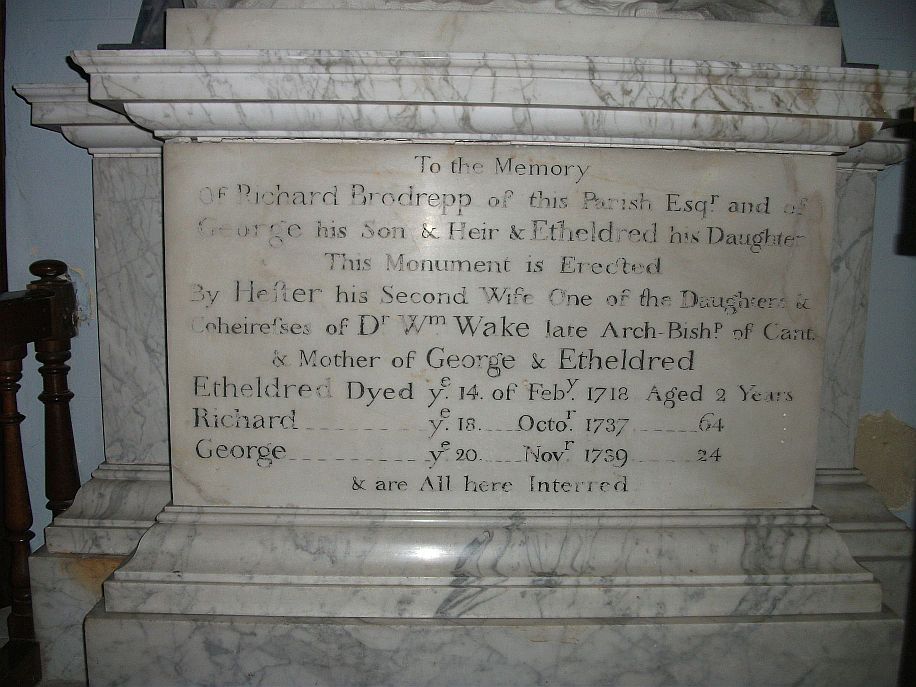 To the Memory
Of Richard Brodrepp of this Parish Esqr and of
George his Son & Heir & Etheldred his Daughter
This Monument is Erected
By Hester his Second Wife One of the Daughters &
Coheiresses of Dr Wm Wake late Arch-Bishp of Cant.
& Mother of George & Etheldred
Etheldred Dyed ye. 14. of Feby. 1718 Aged 2 Years
Richard ye. 18. Octor. 1737 64
George ye 20. Novr 1739 24
& are All here Interred